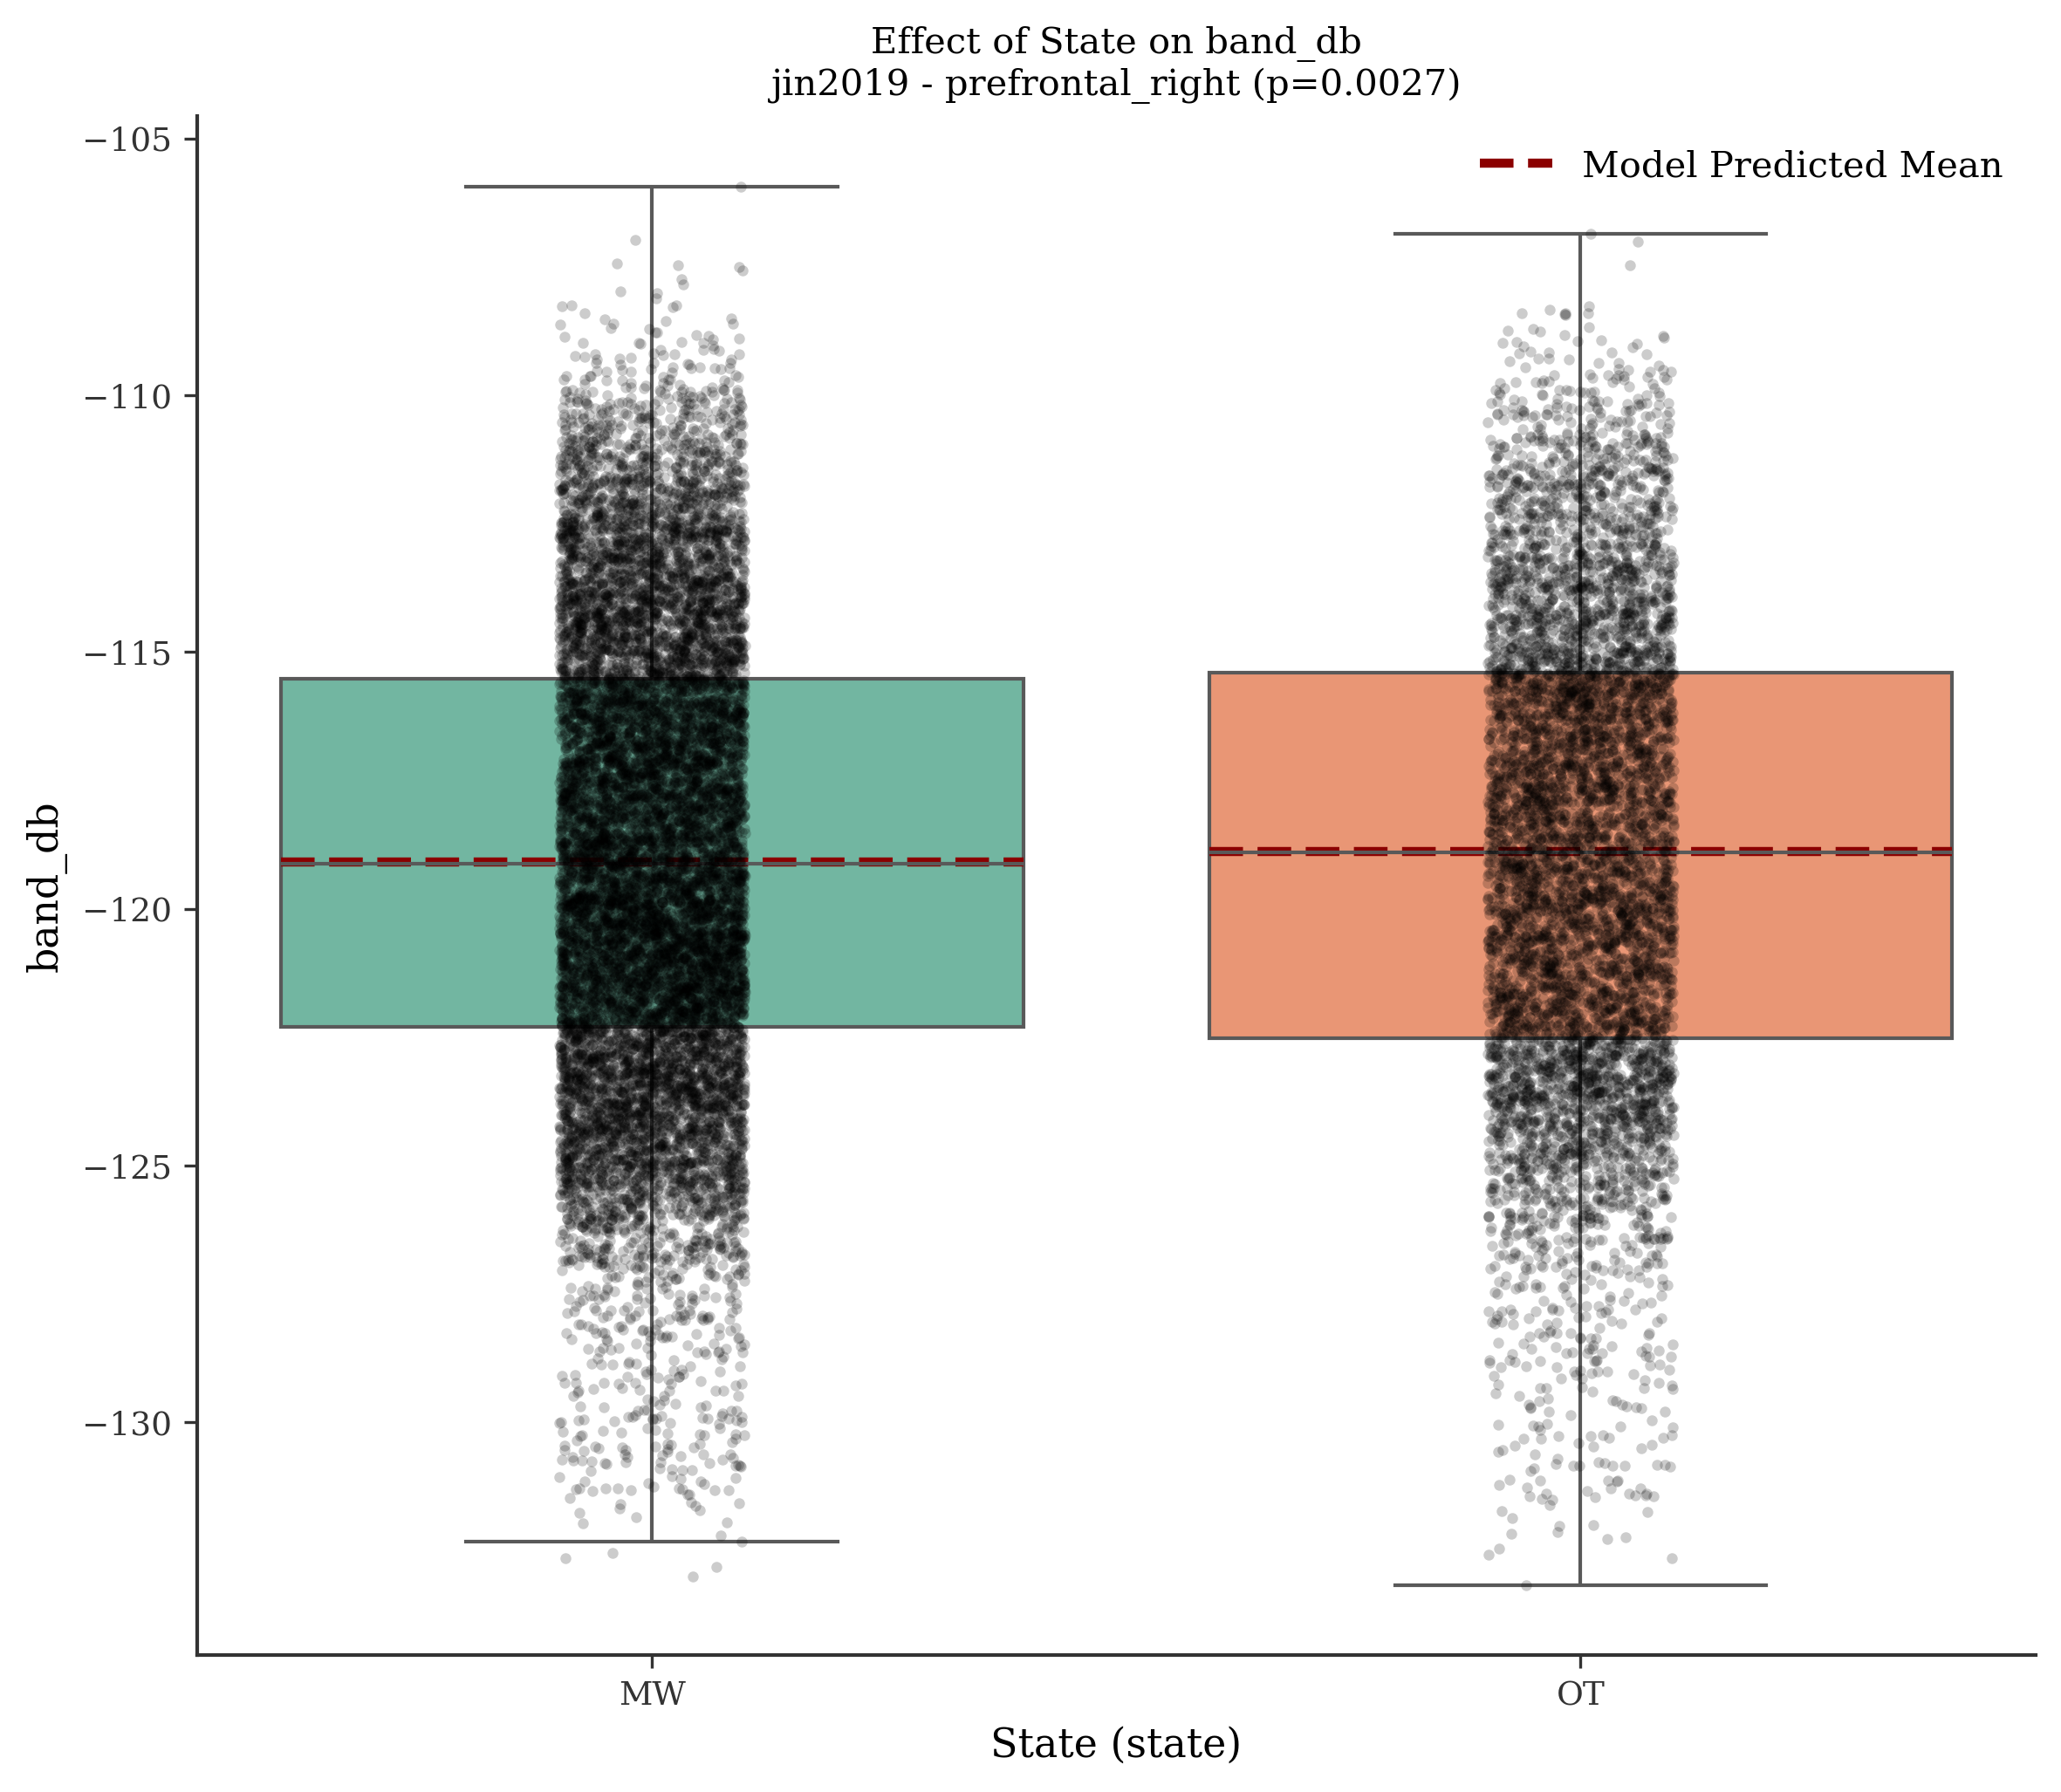 Effect of State on band_db
jin2019 - prefrontal_right (p=0.0027)
Model Predicted Mean
−105
−110
−115
−120
−125
−130
band_db
MW
OT
State (state)